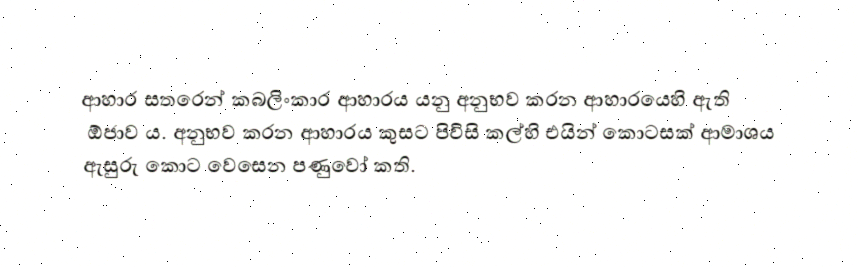 ආහාර සතරෙන් කබලිංකාර ආහාරය යනු අනුභව කරන ආහාරයෙහි ඇති
ඕජාව ය. අනුභව කරන ආහාරය කුසට පිවිසි කල්හි එයින් කොටසක් ආමාශය
ඇසුරු කොට වෙසෙන පණුවෝ කති.